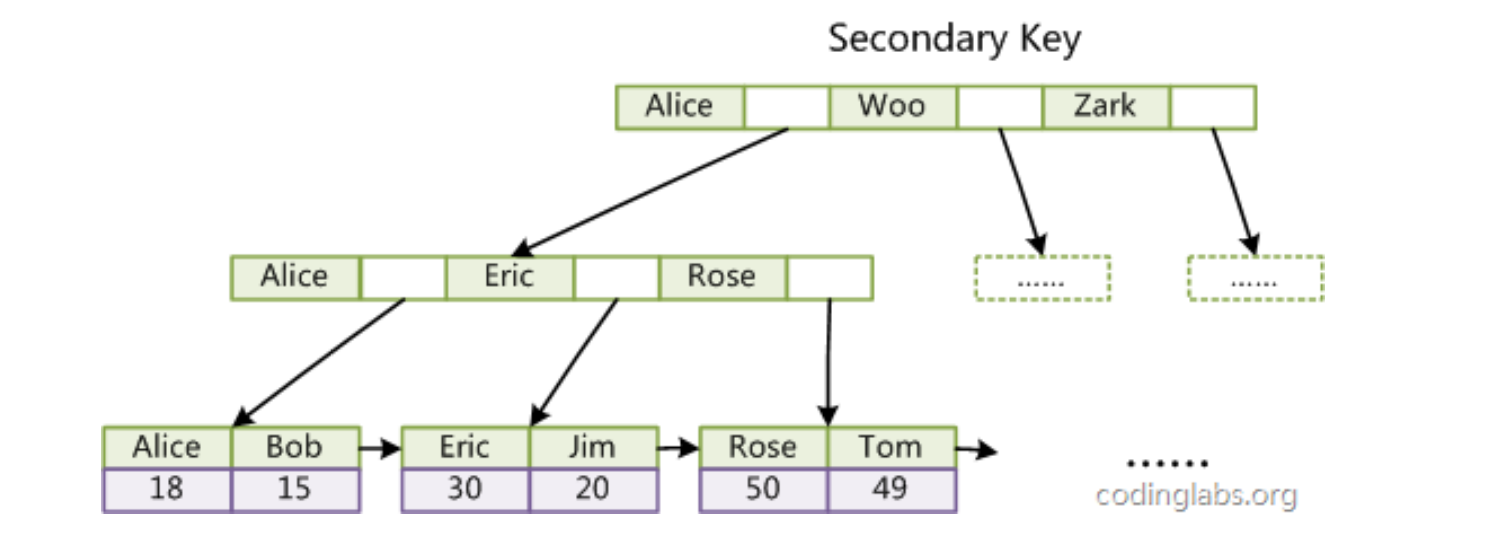 Secondary Key
Alice Woo Zark
Alice Eric Rose …… ……
Alice Bob Eric Jim Rose Tom
18 15 30 20 50 49 ……
codinglabs.org